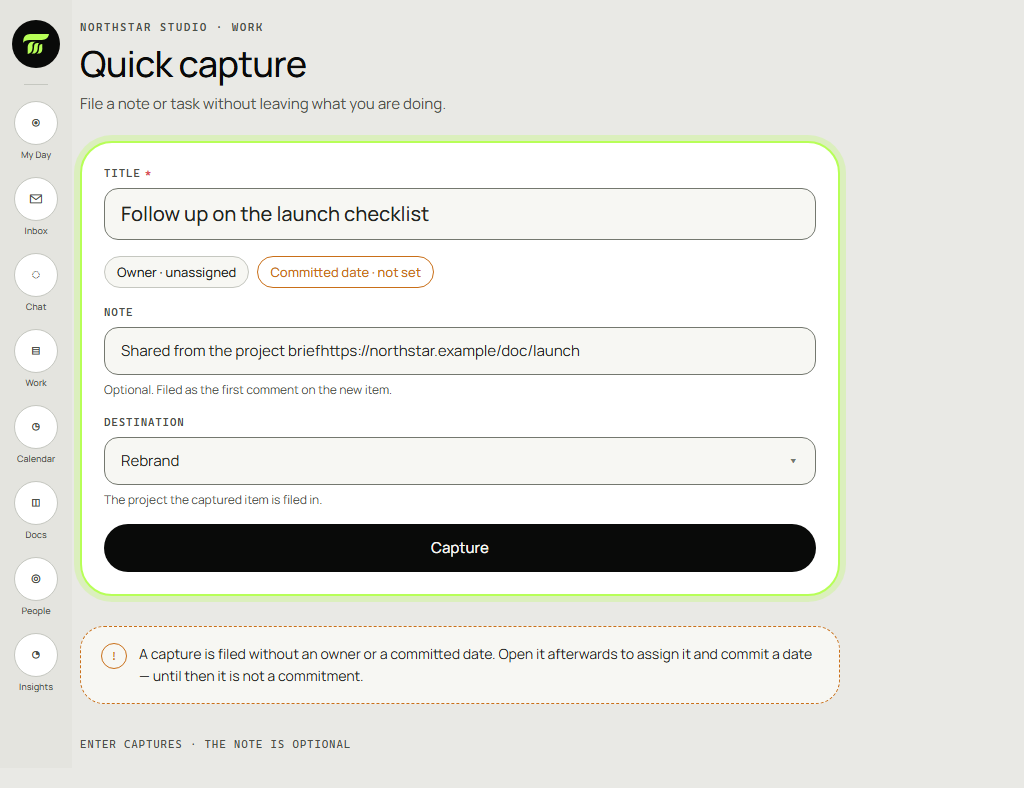 NORTHSTAR STUDIO · WORK
Quick capture
File a note or task without leaving what you are doing.
My Day
Inbox
Chat
Work
Calendar
Docs
People
Insights
TITLE *
Follow up on the launch checklist
Owner · unassigned
Committed date · not set
NOTE
Shared from the project briefhttps://northstar.example/doc/launch
Optional. Filed as the first comment on the new item.
DESTINATION
Rebrand
The project the captured item is filed in.
Capture
! A capture is filed without an owner or a committed date. Open it afterwards to assign it and commit a date
— until then it is not a commitment.
ENTER CAPTURES · THE NOTE IS OPTIONAL